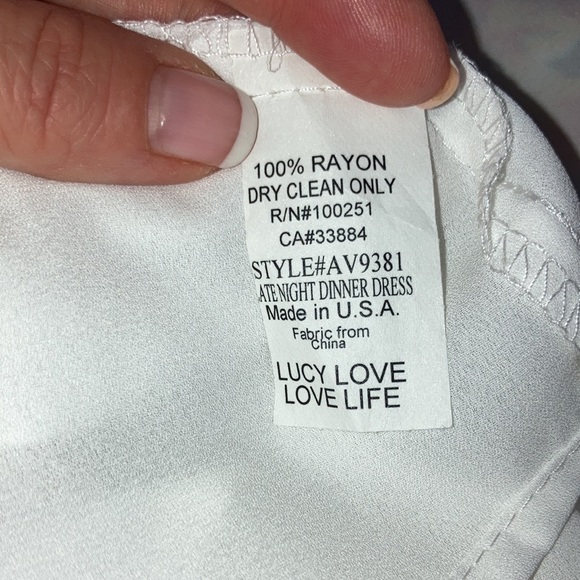 100% RAYON
DRY CLEAN ONLY
R/N#100251
CA#33884
STYLE#AV9381
ATE NIGHT DINNER DRESS
Made in U.S.A.
Fabric from
China
LUCY LOVE
LOVE LIFE